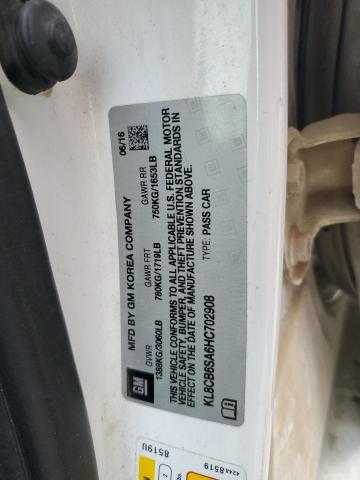 MFD BY GM KOREA COMPANY 06/16
GVWR GAWR FRT GAWR RR
1388KG/3060LB 780KG/1719LB 750KG/1653LB
THIS VEHICLE CONFORMS TO ALL APPLICABLE U.S. FEDERAL MOTOR
VEHICLE SAFETY, BUMPER, AND THEFT PREVENTION STANDARDS IN
EFFECT ON THE DATE OF MANUFACTURE SHOWN ABOVE.
TYPE: PASS CAR
KL8CB6SA6HC702908
GM
8519U